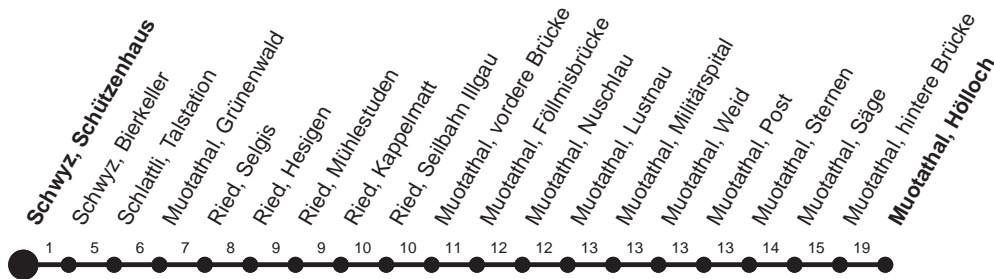 Schwyz, Schützenhaus
Schwyz, Bierkeller
Schlattli, Talstation
Muotathal, Grünenwald
Ried, Selgis
Ried, Hesigen
Ried, Mühlestuden
Ried, Kappelmatt
Ried, Seilbahn Illgau
Muotathal, vordere Brücke
Muotathal, Föllmisbrücke
Muotathal, Nuschlau
Muotathal, Lustnau
Muotathal, Militärspital
Muotathal, Weid
Muotathal, Post
Muotathal, Sternen
Muotathal, Säge
Muotathal, hintere Brücke
Muotathal, Hölloch
1 5 6 7 8 9 9 10 10 11 12 12 13 13 13 13 14 15 19